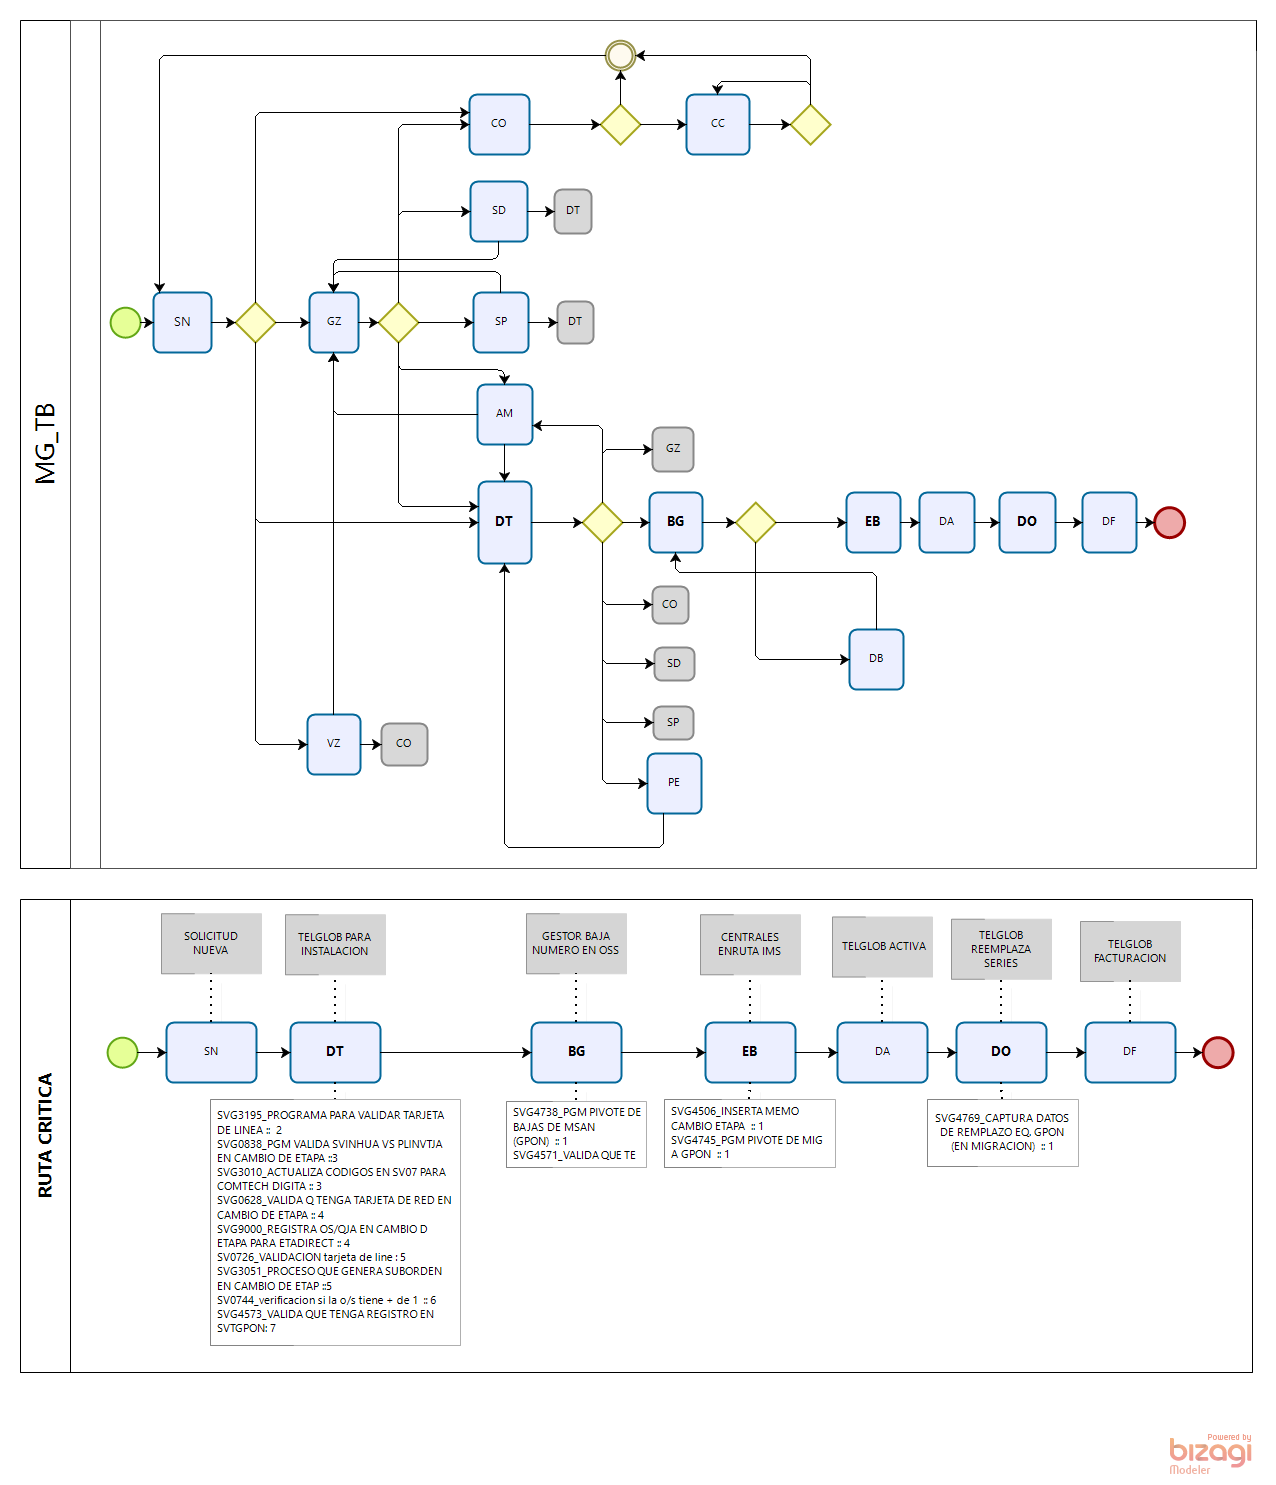 MG_TB
CO
CC
SD
DT
SN
GZ
SP
DT
AM
GZ
DT
BG
EB
DA
DO
DF
CO
SD
DB
SP
VZ
CO
PE
RUTA CRITICA
SOLICITUD
NUEVA
TELGLOB PARA
INSTALACION
GESTOR BAJA
NUMERO EN OSS
CENTRALES
ENRUTA IMS
TELGLOB ACTIVA
TELGLOB
REEMPLAZA
SERIES
TELGLOB
FACTURACION
SN
DT
BG
EB
DA
DO
DF
SVG3195_PROGRAMA PARA VALIDAR TARJETA
DE LINEA :: 2
SVG0838_PGM VALIDA SVINHUA VS PLINVTJA
EN CAMBIO DE ETAPA ::3
SVG3010_ACTUALIZA CODIGOS EN SV07 PARA
COMTECH DIGITA :: 3
SVG0628_VALIDA Q TENGA TARJETA DE RED EN
CAMBIO DE ETAPA :: 4
SVG9000_REGISTRA OS/QJA EN CAMBIO D
ETAPA PARA ETADIRECT :: 4
SV0726_VALIDACION tarjeta de line : 5
SVG3051_PROCESO QUE GENERA SUBORDEN
EN CAMBIO DE ETAP ::5
SV0744_verificacion si la o/s tiene + de 1 :: 6
SVG4573_VALIDA QUE TENGA REGISTRO EN
SVTGPON: 7
SVG4738_PGM PIVOTE DE
BAJAS DE MSAN
(GPON) :: 1
SVG4571_VALIDA QUE TE
SVG4506_INSERTA MEMO
CAMBIO ETAPA :: 1
SVG4745_PGM PIVOTE DE MIG
A GPON :: 1
SVG4769_CAPTURA DATOS
DE REMPLAZO EQ. GPON
(EN MIGRACION) :: 1
Powered by
bizagi
Modeler